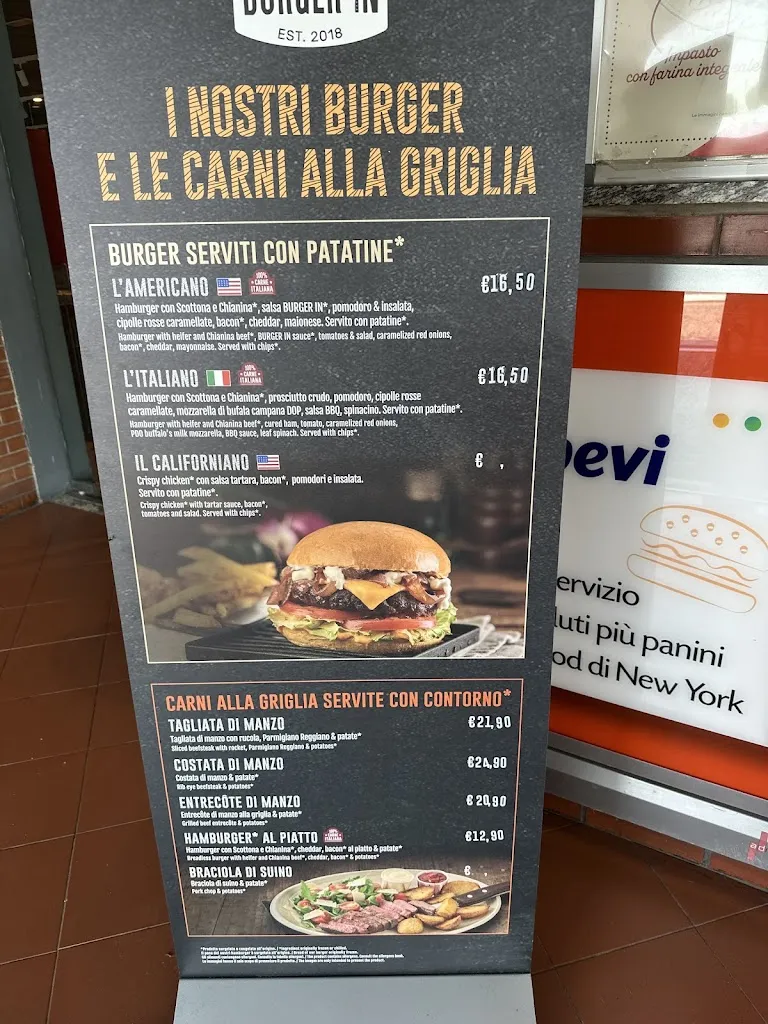 BURGER IN
EST. 2018
I NOSTRI BURGER
E LE CARNI ALLA GRIGLIA
BURGER SERVITI CON PATATINE*
L'AMERICANO 100% CARNE ITALIANA €16,50
Hamburger con Scottona e Chianina*, salsa BURGER IN*, pomodoro & insalata,
cipolle rosse caramellate, bacon*, cheddar, maionese. Servito con patatine*.
Hamburger with heifer and Chianina beef*, BURGER IN sauce*, tomatoes & salad, caramelized red onions,
bacon*, cheddar, mayonnaise. Served with chips*.
L'ITALIANO 100% CARNE ITALIANA €16,50
Hamburger con Scottona e Chianina*, prosciutto crudo, pomodoro, cipolle rosse
caramellate, mozzarella di bufala campana DOP, salsa BBQ, spinacino. Servito con patatine*.
Hamburger with heifer and Chianina beef*, cured ham, tomato, caramelized red onions,
PDO buffalo's milk mozzarella, BBQ sauce, leaf spinach. Served with chips*.
IL CALIFORNIANO € ,
Crispy chicken* con salsa tartara, bacon*, pomodori e insalata.
Servito con patatine*.
Crispy chicken* with tartar sauce, bacon*,
tomatoes and salad. Served with chips*.
CARNI ALLA GRIGLIA SERVITE CON CONTORNO*
TAGLIATA DI MANZO €21,90
Tagliata di manzo con rucola, Parmigiano Reggiano & patate*
Sliced beefsteak with rocket, Parmigiano Reggiano & potatoes*
COSTATA DI MANZO €24,90
Costata di manzo & patate*
Rib eye beefsteak & potatoes*
ENTRECÔTE DI MANZO €20,90
Entrecôte di manzo alla griglia & patate*
Grilled beef entrecôte & potatoes*
HAMBURGER* AL PIATTO 100% CARNE ITALIANA €12,90
Hamburger con Scottona e Chianina*, cheddar, bacon* al piatto & patate*
Breadless burger with heifer and Chianina beef*, cheddar, bacon* & potatoes*
BRACIOLA DI SUINO €
Braciola di suino & patate*
Pork chop & potatoes*
Impasto
con farina integrale
bevi
ervizio
luti più panini
od di New York